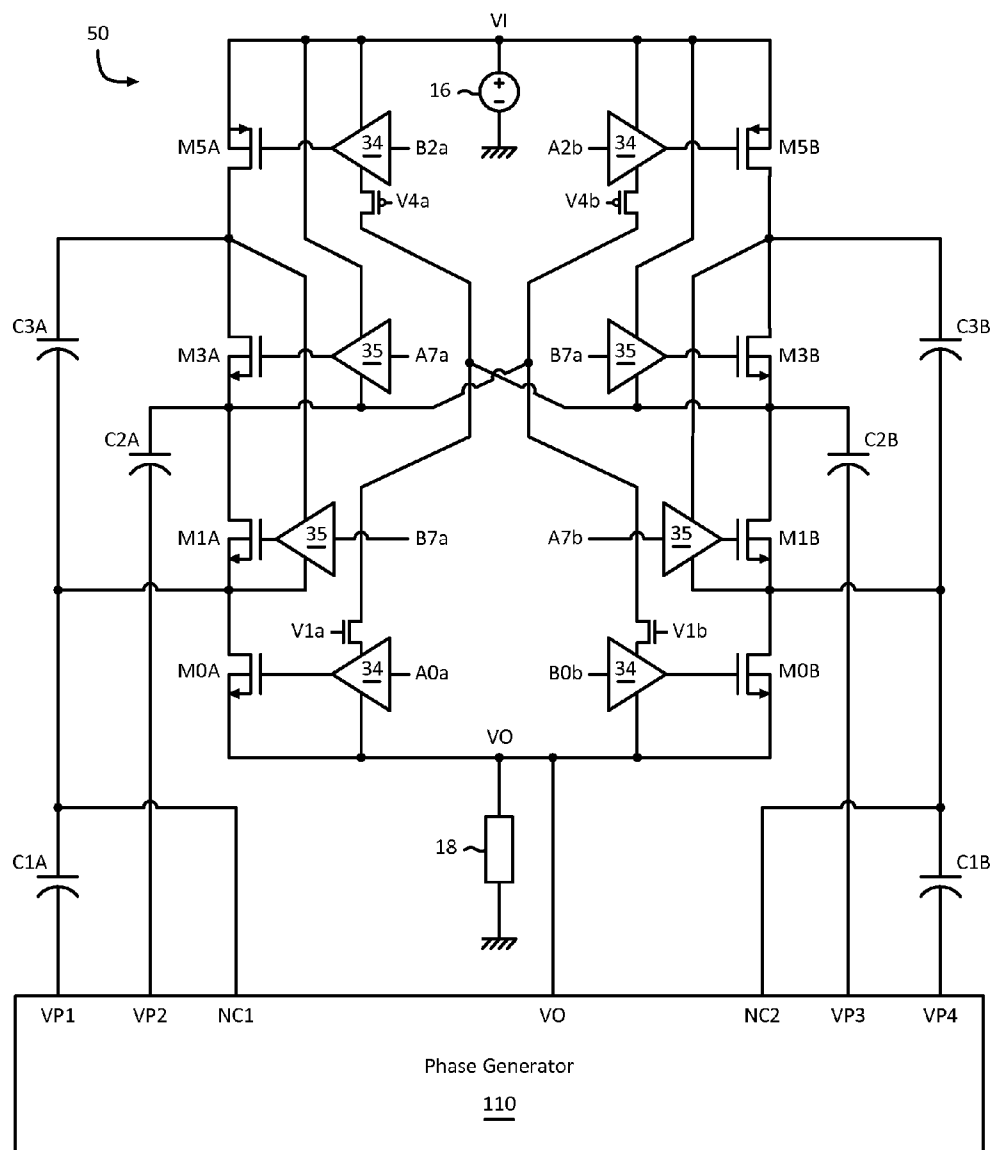 50
VI
16
+
−
M5A
34
B2a
A2b
34
M5B
V4a
V4b
C3A
C3B
M3A
35
A7a
B7a
35
M3B
C2A
C2B
M1A
35
B7a
A7b
35
M1B
V1a
V1b
M0A
34
A0a
B0b
34
M0B
VO
18
C1A
C1B
VP1
VP2
NC1
VO
NC2
VP3
VP4
Phase Generator
110